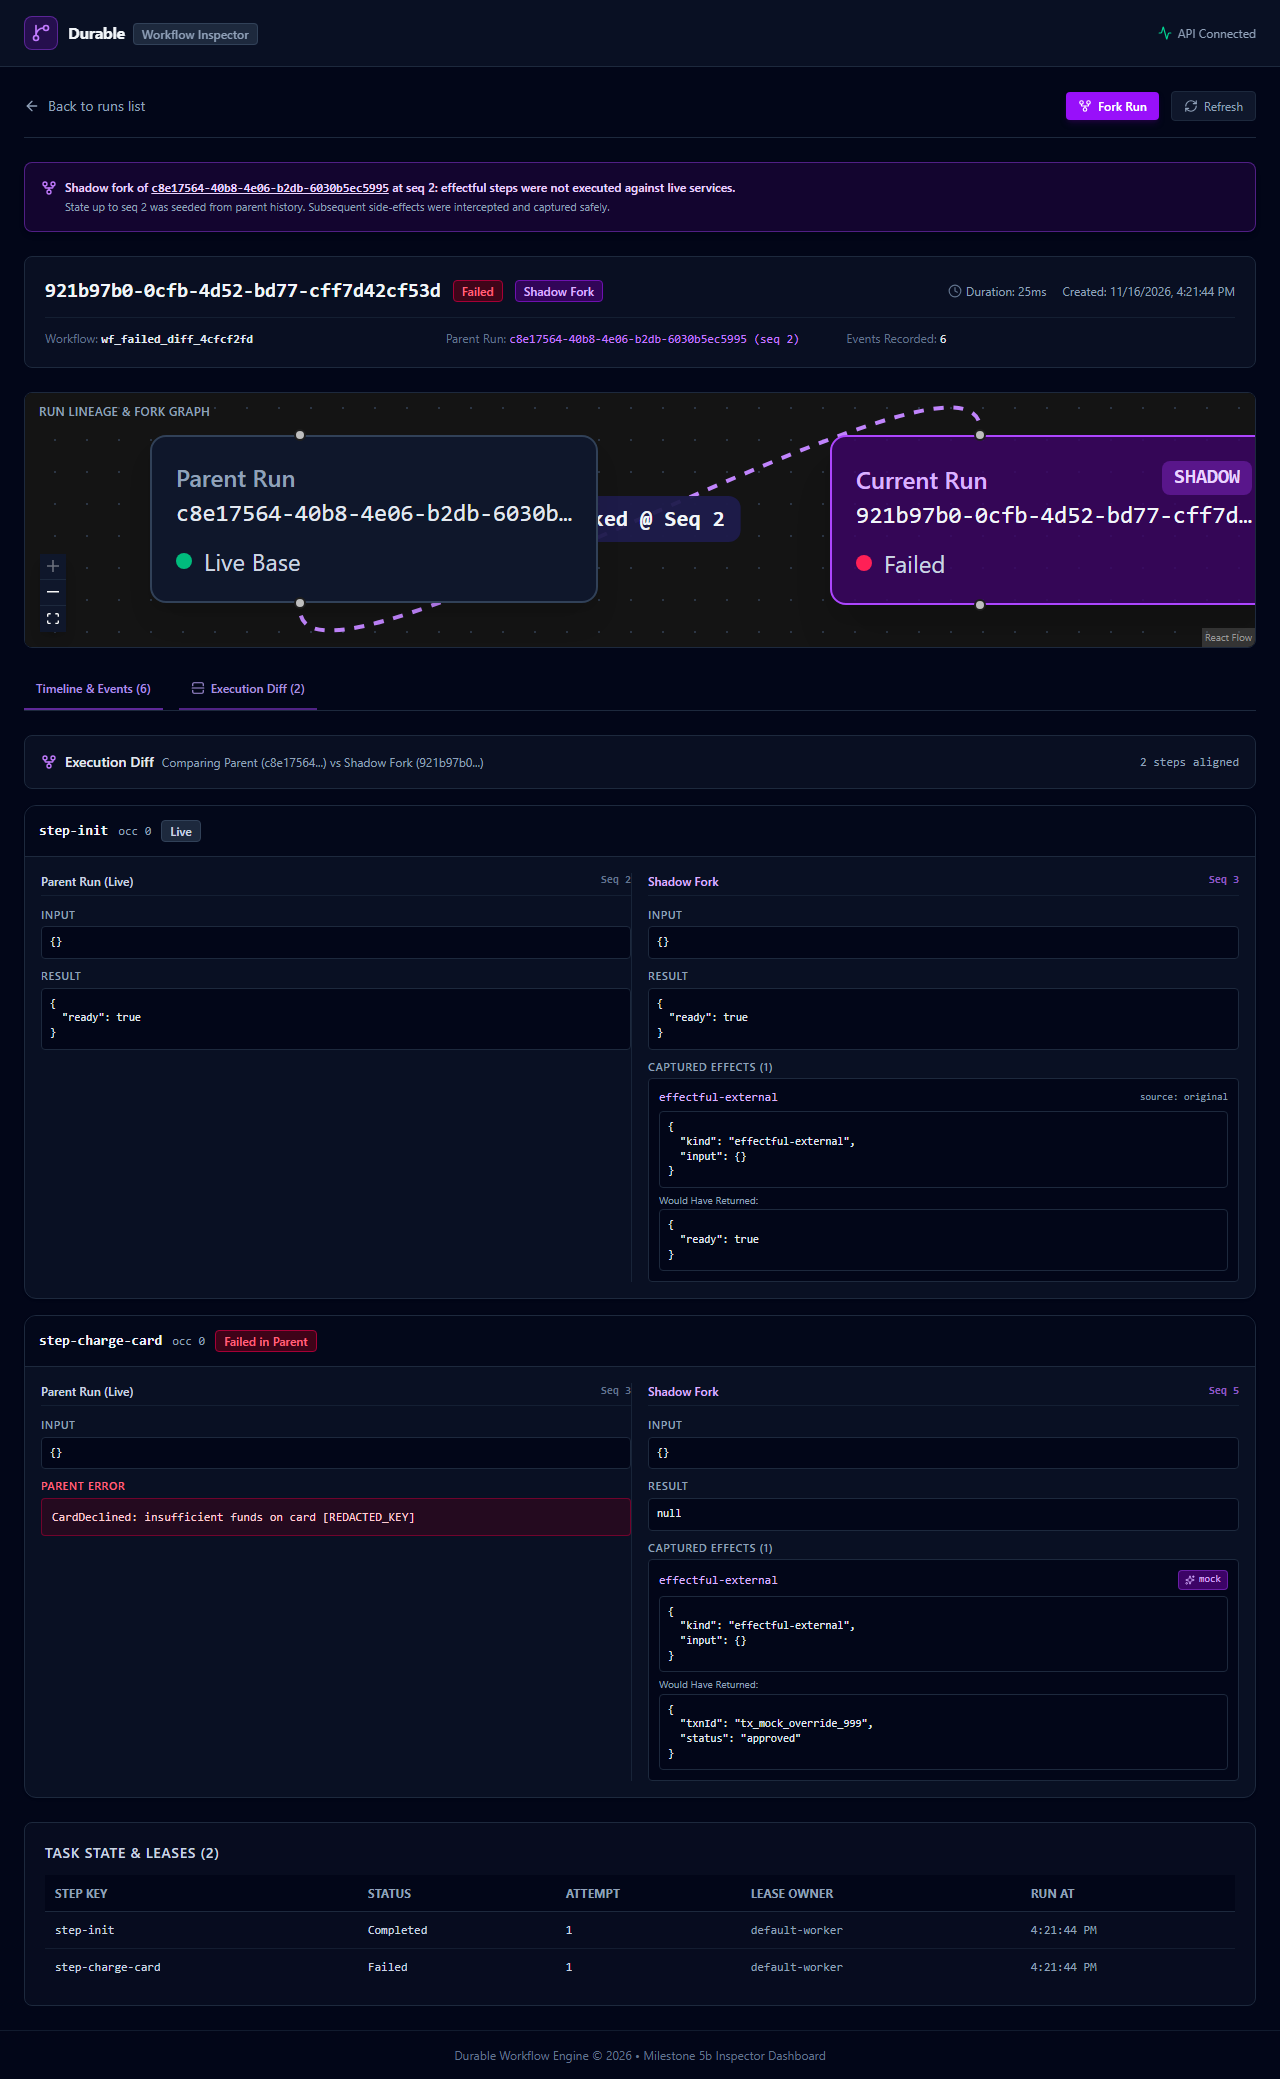 Durable Workflow Inspector
API Connected
Back to runs list
Fork Run
Refresh
Shadow fork of c8e17564-40b8-4e06-b2db-6030b5ec5995 at seq 2: effectful steps were not executed against live services.
State up to seq 2 was seeded from parent history. Subsequent side-effects were intercepted and captured safely.
921b97b0-0cfb-4d52-bd77-cff7d42cf53d Failed Shadow Fork
Duration: 25ms Created: 11/16/2026, 4:21:44 PM
Workflow: wf_failed_diff_4cfcf2fd
Parent Run: c8e17564-40b8-4e06-b2db-6030b5ec5995 (seq 2)
Events Recorded: 6
RUN LINEAGE & FORK GRAPH
Parent Run
c8e17564-40b8-4e06-b2db-6030b...
Live Base
ked @ Seq 2
Current Run SHADOW
921b97b0-0cfb-4d52-bd77-cff7d...
Failed
React Flow
Timeline & Events (6)
Execution Diff (2)
Execution Diff Comparing Parent (c8e17564...) vs Shadow Fork (921b97b0...)
2 steps aligned
step-init occ 0 Live
Parent Run (Live) Seq 2
INPUT
{}
RESULT
{
"ready": true
}
Shadow Fork Seq 3
INPUT
{}
RESULT
{
"ready": true
}
CAPTURED EFFECTS (1)
effectful-external source: original
{
"kind": "effectful-external",
"input": {}
}
Would Have Returned:
{
"ready": true
}
step-charge-card occ 0 Failed in Parent
Parent Run (Live) Seq 3
INPUT
{}
PARENT ERROR
CardDeclined: insufficient funds on card [REDACTED_KEY]
Shadow Fork Seq 5
INPUT
{}
RESULT
null
CAPTURED EFFECTS (1)
effectful-external mock
{
"kind": "effectful-external",
"input": {}
}
Would Have Returned:
{
"txnId": "tx_mock_override_999",
"status": "approved"
}
TASK STATE & LEASES (2)
STEP KEY STATUS ATTEMPT LEASE OWNER RUN AT
step-init Completed 1 default-worker 4:21:44 PM
step-charge-card Failed 1 default-worker 4:21:44 PM
Durable Workflow Engine © 2026 • Milestone 5b Inspector Dashboard